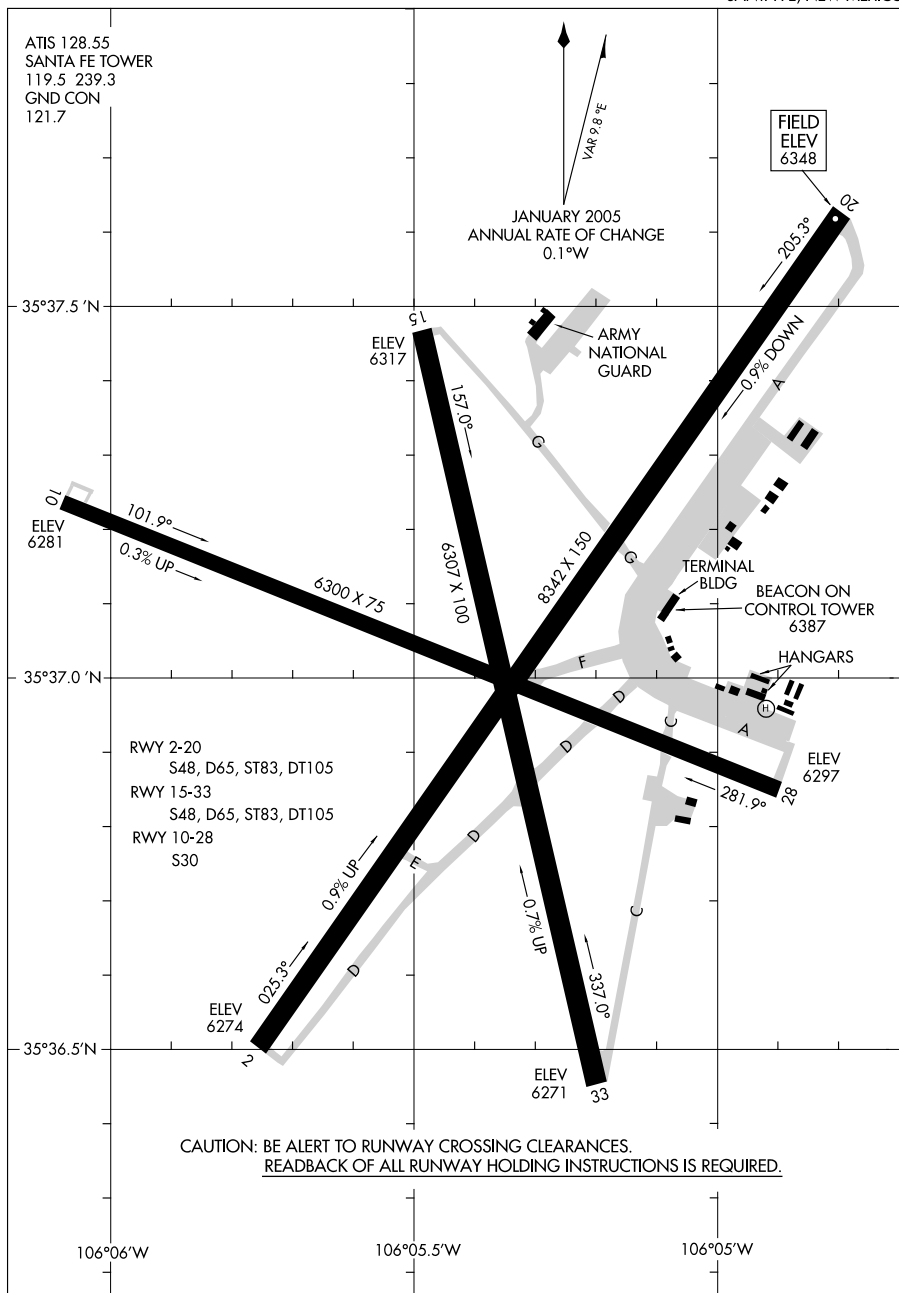 ATIS 128.55
SANTA FE TOWER
119.5 239.3
GND CON
121.7
VAR 9.8 °E
JANUARY 2005
ANNUAL RATE OF CHANGE
0.1°W
FIELD
ELEV
6348
20
205.3°
0.9% DOWN
A
35°37.5 'N
15
ELEV
6317
157.0°
ARMY
NATIONAL
GUARD
G
10
ELEV
6281
101.9°
0.3% UP
6300 X 75
6307 X 100
8342 X 150
G
TERMINAL
BLDG
BEACON ON
CONTROL TOWER
6387
HANGARS
H
35°37.0 'N
F
D
D
C
A
ELEV
6297
28
281.9°
RWY 2-20
S48, D65, ST83, DT105
RWY 15-33
S48, D65, ST83, DT105
RWY 10-28
S30
D
E
0.9% UP
025.3°
D
0.7% UP
337.0°
C
ELEV
6274
2
35°36.5'N
ELEV
6271
33
CAUTION: BE ALERT TO RUNWAY CROSSING CLEARANCES.
READBACK OF ALL RUNWAY HOLDING INSTRUCTIONS IS REQUIRED.
106°06'W
106°05.5'W
106°05'W